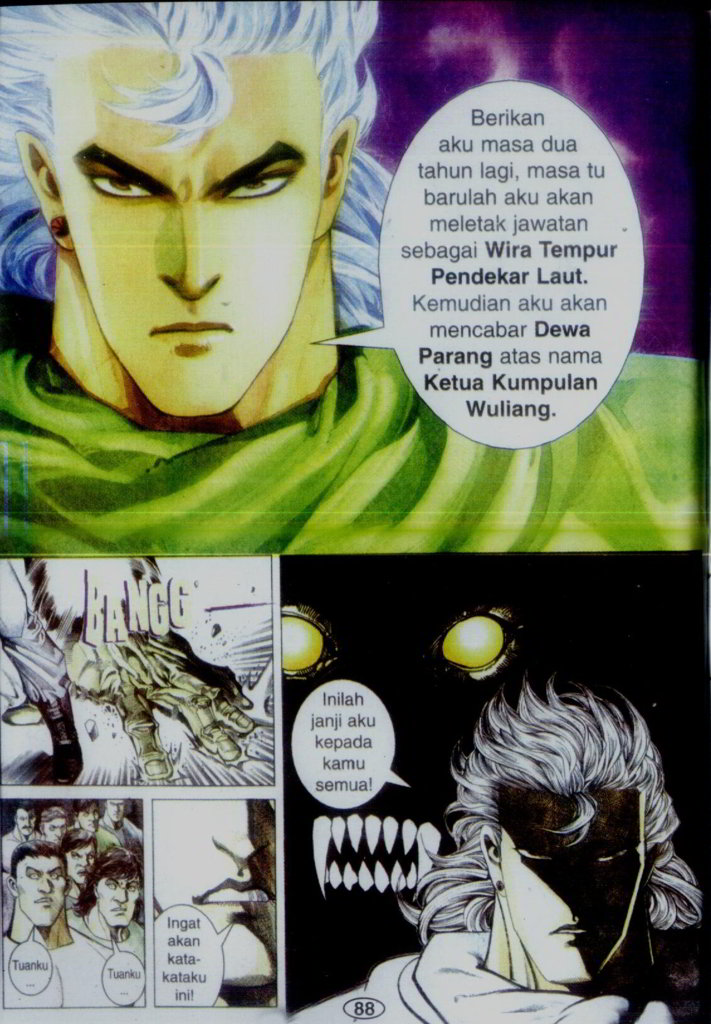 Berikan
aku masa dua
tahun lagi, masa tu
barulah aku akan
meletak jawatan
sebagai Wira Tempur
Pendekar Laut.
Kemudian aku akan
mencabar Dewa
Parang atas nama
Ketua Kumpulan
Wuliang.
BANGG
Inilah
janji aku
kepada
kamu
semua!
Tuanku
...
Tuanku
...
Ingat
akan
kata-
kataku
ini!
88